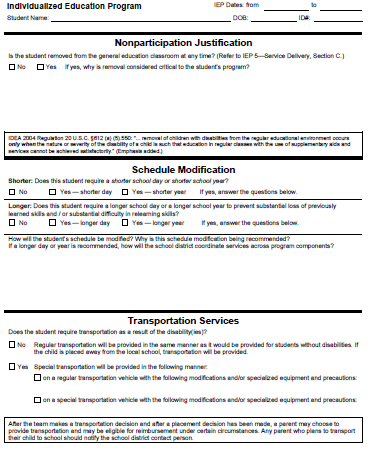 Individualized Education Program
IEP Dates: from to
Student Name: DOB: ID#:
Nonparticipation Justification
Is the student removed from the general education classroom at any time? (Refer to IEP 5—Service Delivery, Section C.)
No Yes If yes, why is removal considered critical to the student's program?
IDEA 2004 Regulation 20 U.S.C. §612 (a) (5).550: "... removal of children with disabilities from the regular educational environment occurs
only when the nature or severity of the disability of a child is such that education in regular classes with the use of supplementary aids and
services cannot be achieved satisfactorily." (Emphasis added.)
Schedule Modification
Shorter: Does this student require a shorter school day or shorter school year?
No Yes — shorter day Yes — shorter year If yes, answer the questions below.
Longer: Does this student require a longer school day or a longer school year to prevent substantial loss of previously
learned skills and / or substantial difficulty in relearning skills?
No Yes — longer day Yes — longer year If yes, answer the questions below.
How will the student's schedule be modified? Why is this schedule modification being recommended?
If a longer day or year is recommended, how will the school district coordinate services across program components?
Transportation Services
Does the student require transportation as a result of the disability(ies)?
No Regular transportation will be provided in the same manner as it would be provided for students without disabilities. If
the child is placed away from the local school, transportation will be provided.
Yes Special transportation will be provided in the following manner:
on a regular transportation vehicle with the following modifications and/or specialized equipment and precautions:
on a special transportation vehicle with the following modifications and/or specialized equipment and precautions:
After the team makes a transportation decision and after a placement decision has been made, a parent may choose to
provide transportation and may be eligible for reimbursement under certain circumstances. Any parent who plans to transport
their child to school should notify the school district contact person.